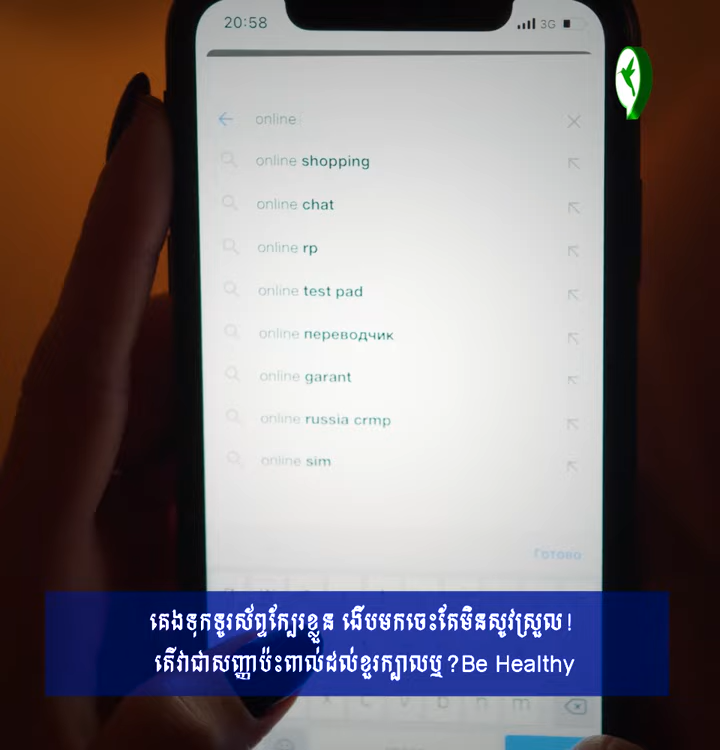 20:58
3G
online
online shopping
online chat
online rp
online test pad
online переводчик
online garant
online russia crmp
online sim
Готово
គេងទុកទូរស័ព្ទក្បែរខ្លួន ងើបមកចេះតែមិនសូវស្រួល!
តើវាជាសញ្ញាប៉ះពាល់ដល់ខួរក្បាលឬ?Be Healthy
c v b n m